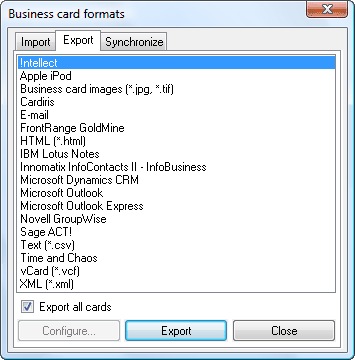 Business card formats
Import Export Synchronize
!ntellect
Apple iPod
Business card images (*.jpg, *.tif)
Cardiris
E-mail
FrontRange GoldMine
HTML (*.html)
IBM Lotus Notes
Innomatix InfoContacts II - InfoBusiness
Microsoft Dynamics CRM
Microsoft Outlook
Microsoft Outlook Express
Novell GroupWise
Sage ACT!
Text (*.csv)
Time and Chaos
vCard (*.vcf)
XML (*.xml)
Export all cards
Configure... Export Close